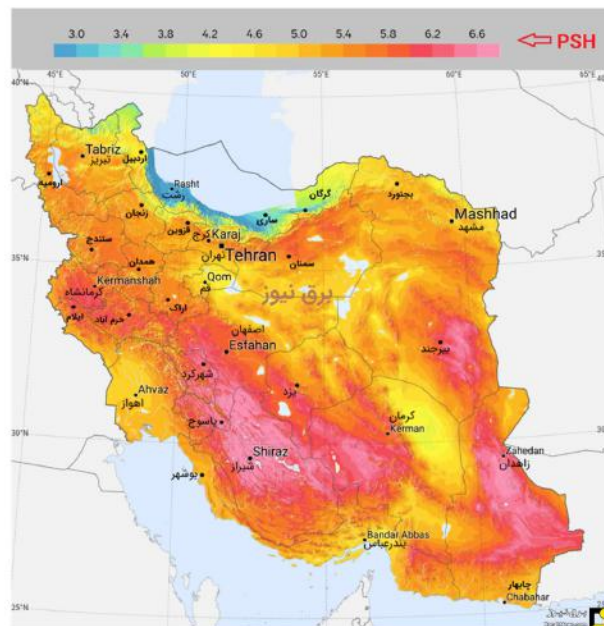 3.0 3.4 3.8 4.2 4.6 5.0 5.4 5.8 6.2 6.6 PSH
40°N 45°E 50°E 55°E 60°E 65°E
Tabriz
تبریز
اردبیل
ارومیه
Rasht
رشت
گرگان
بجنورد
ساری
زنجان
قزوین
Karaj
کرج
Mashhad
مشهد
سنندج
Tehran
تهران
سمنان
همدان
35°N
Qom
قم
Kermanshah
کرمانشاه
برق نیوز
اراک
ایلام
خرم آباد
اصفهان
Esfahan
بیرجند
شهرکرد
یزد
Ahvaz
اهواز
کرمان
Kerman
یاسوج
30°N
Shiraz
شیراز
Zahedan
زاهدان
بوشهر
Bandar Abbas
بندرعباس
چابهار
Chabahar
25°N